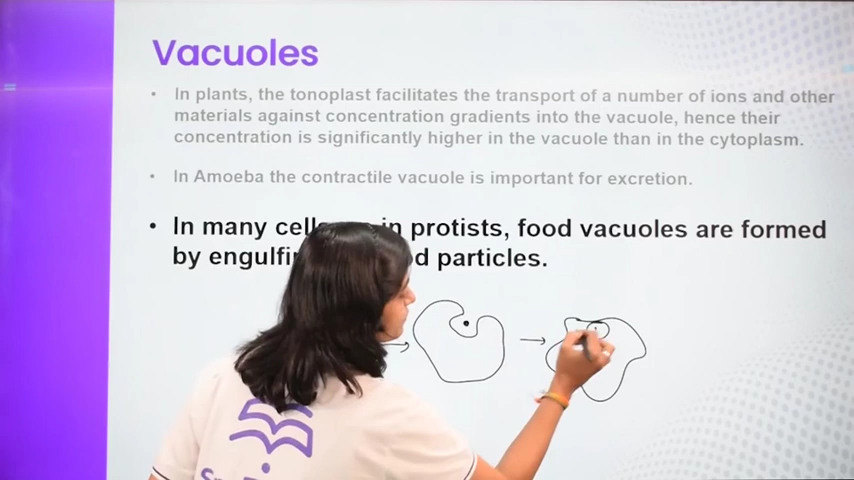 Vacuoles
• In plants, the tonoplast facilitates the transport of a number of ions and other
materials against concentration gradients into the vacuole, hence their
concentration is significantly higher in the vacuole than in the cytoplasm.
• In Amoeba the contractile vacuole is important for excretion.
• In many in protists, food vacuoles are formed
by particles.